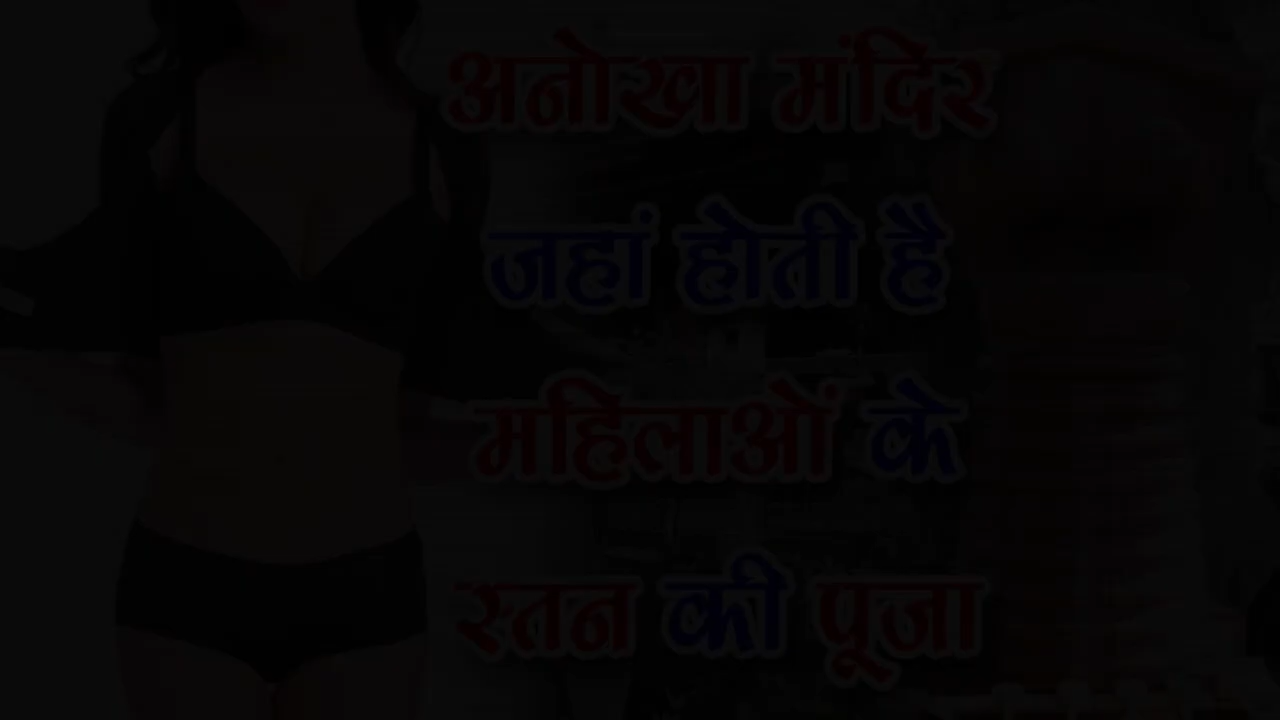 अनोखा मंदिर
जहां होती है
महिलाओं के
स्तन की पूजा